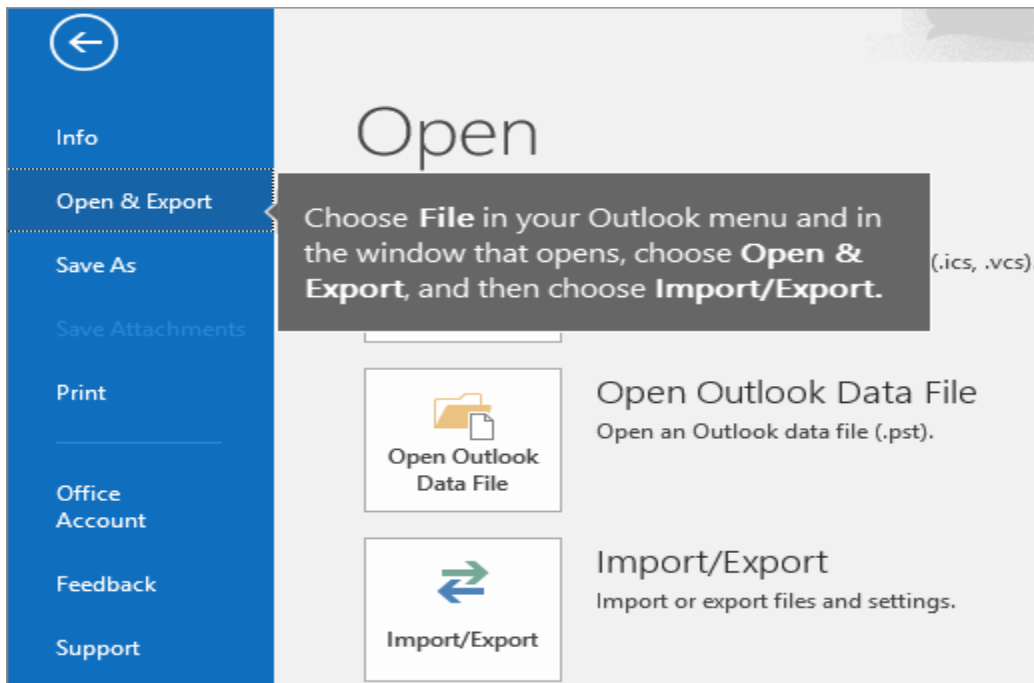 Info
Open & Export
Save As
Save Attachments
Print
Office
Account
Feedback
Support
Open
Choose File in your Outlook menu and in
the window that opens, choose Open &
Export, and then choose Import/Export.
(.ics, .vcs).
Open Outlook
Data File
Open Outlook Data File
Open an Outlook data file (.pst).
Import/Export
Import/Export
Import or export files and settings.